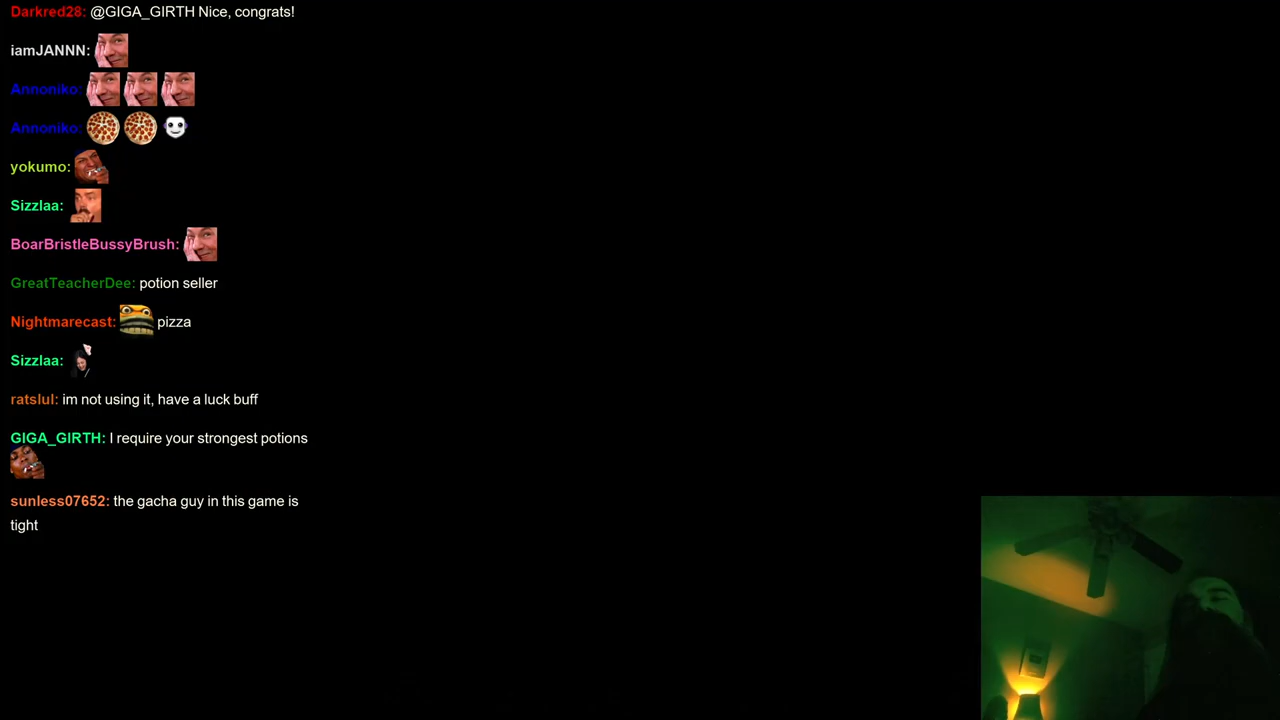 Darkred28: @GIGA_GIRTH Nice, congrats!
iamJANNN:
Annoniko:
Annoniko:
yokumo:
Sizzlaa:
BoarBristleBussyBrush:
GreatTeacherDee: potion seller
Nightmarecast: pizza
Sizzlaa:
ratslul: im not using it, have a luck buff
GIGA_GIRTH: I require your strongest potions
sunless07652: the gacha guy in this game is
tight